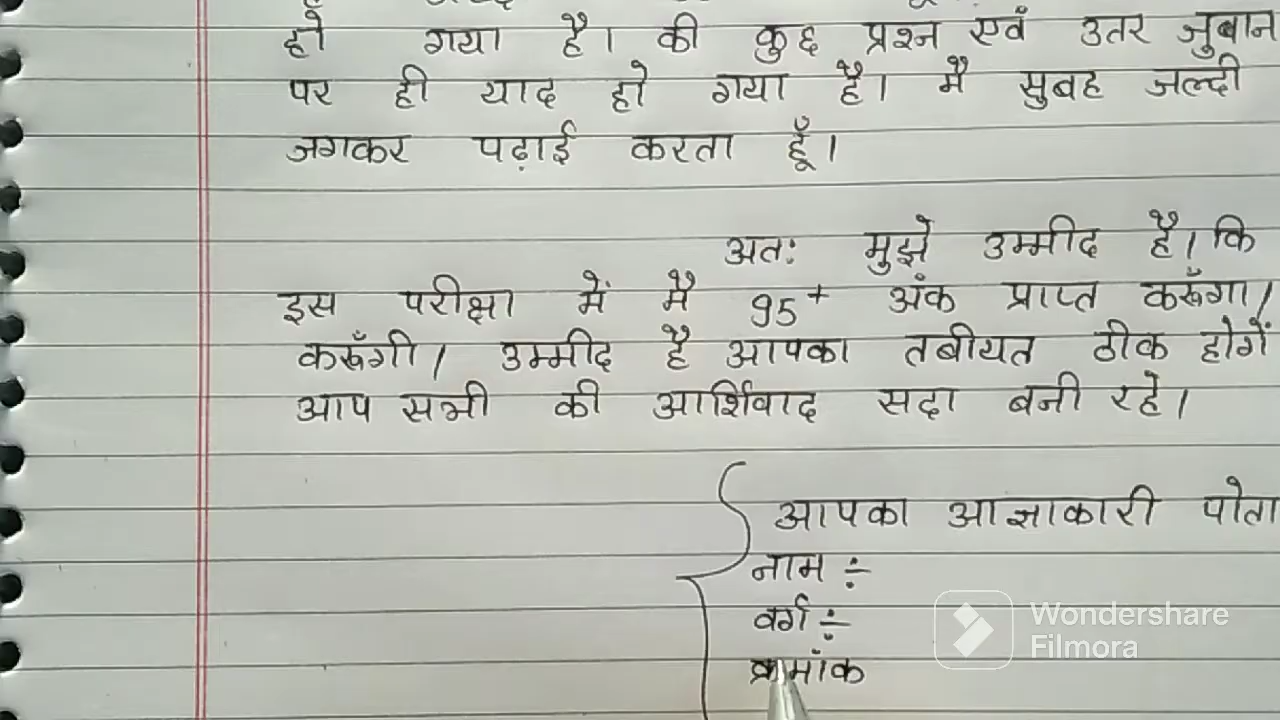 हो गया है। की कुछ प्रश्न एवं उतर जुबान
पर ही याद हो गया है। मै सुबह जल्दी
जगकर पढ़ाई करता हूँ।
अतः मुझे उम्मीद है। कि
इस परीक्षा में मै 95+ अंक प्राप्त करूँगा/
करूँगी। उम्मीद है आपका तबीयत ठीक होगें
आप सभी की आर्शिवाद सदा बनी रहे।
आपका आज्ञाकारी पोता
नाम ÷
वर्ग ÷
क्रमांक
Wondershare
Filmora